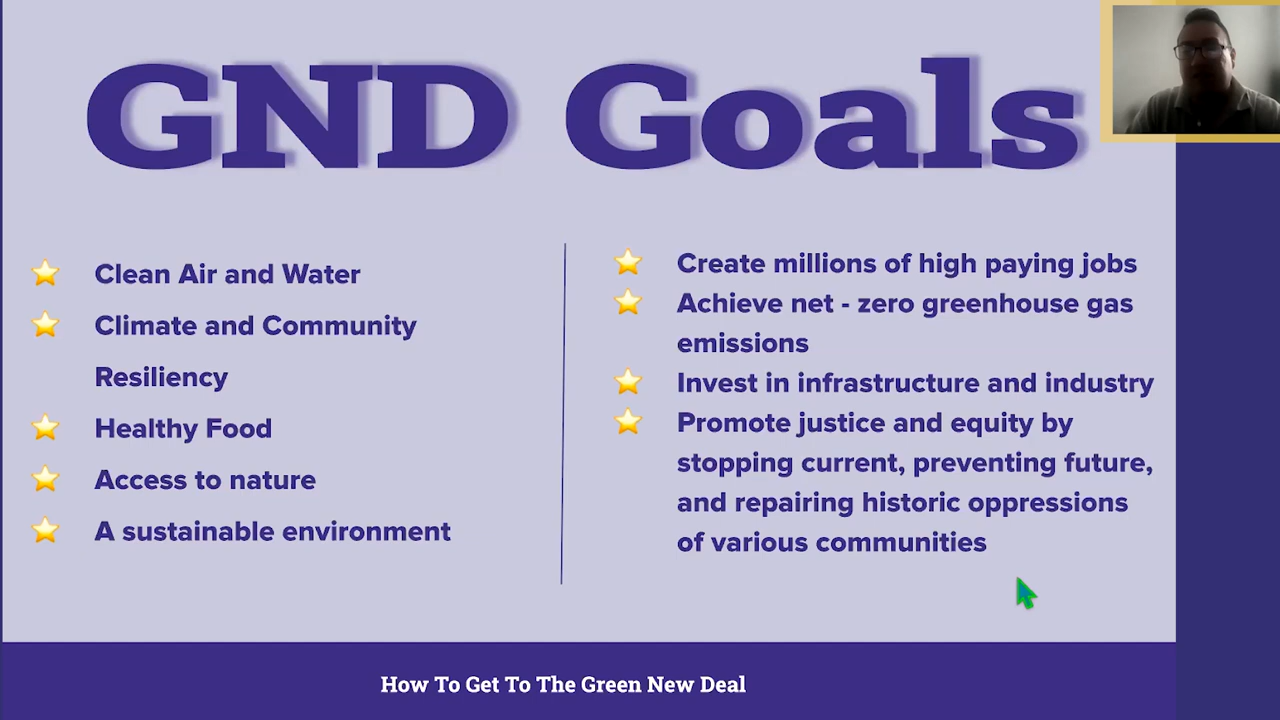 GND Goals
Clean Air and Water
Climate and Community
Resiliency
Healthy Food
Access to nature
A sustainable environment
Create millions of high paying jobs
Achieve net - zero greenhouse gas
emissions
Invest in infrastructure and industry
Promote justice and equity by
stopping current, preventing future,
and repairing historic oppressions
of various communities
How To Get To The Green New Deal